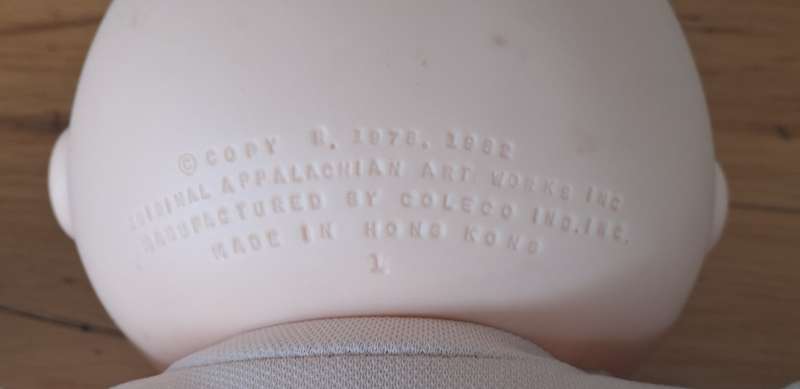 © COPY R. 1978, 1982
ORIGINAL APPALACHIAN ART WORKS INC
MANUFACTURED BY COLECO IND. INC.
MADE IN HONG KONG
1